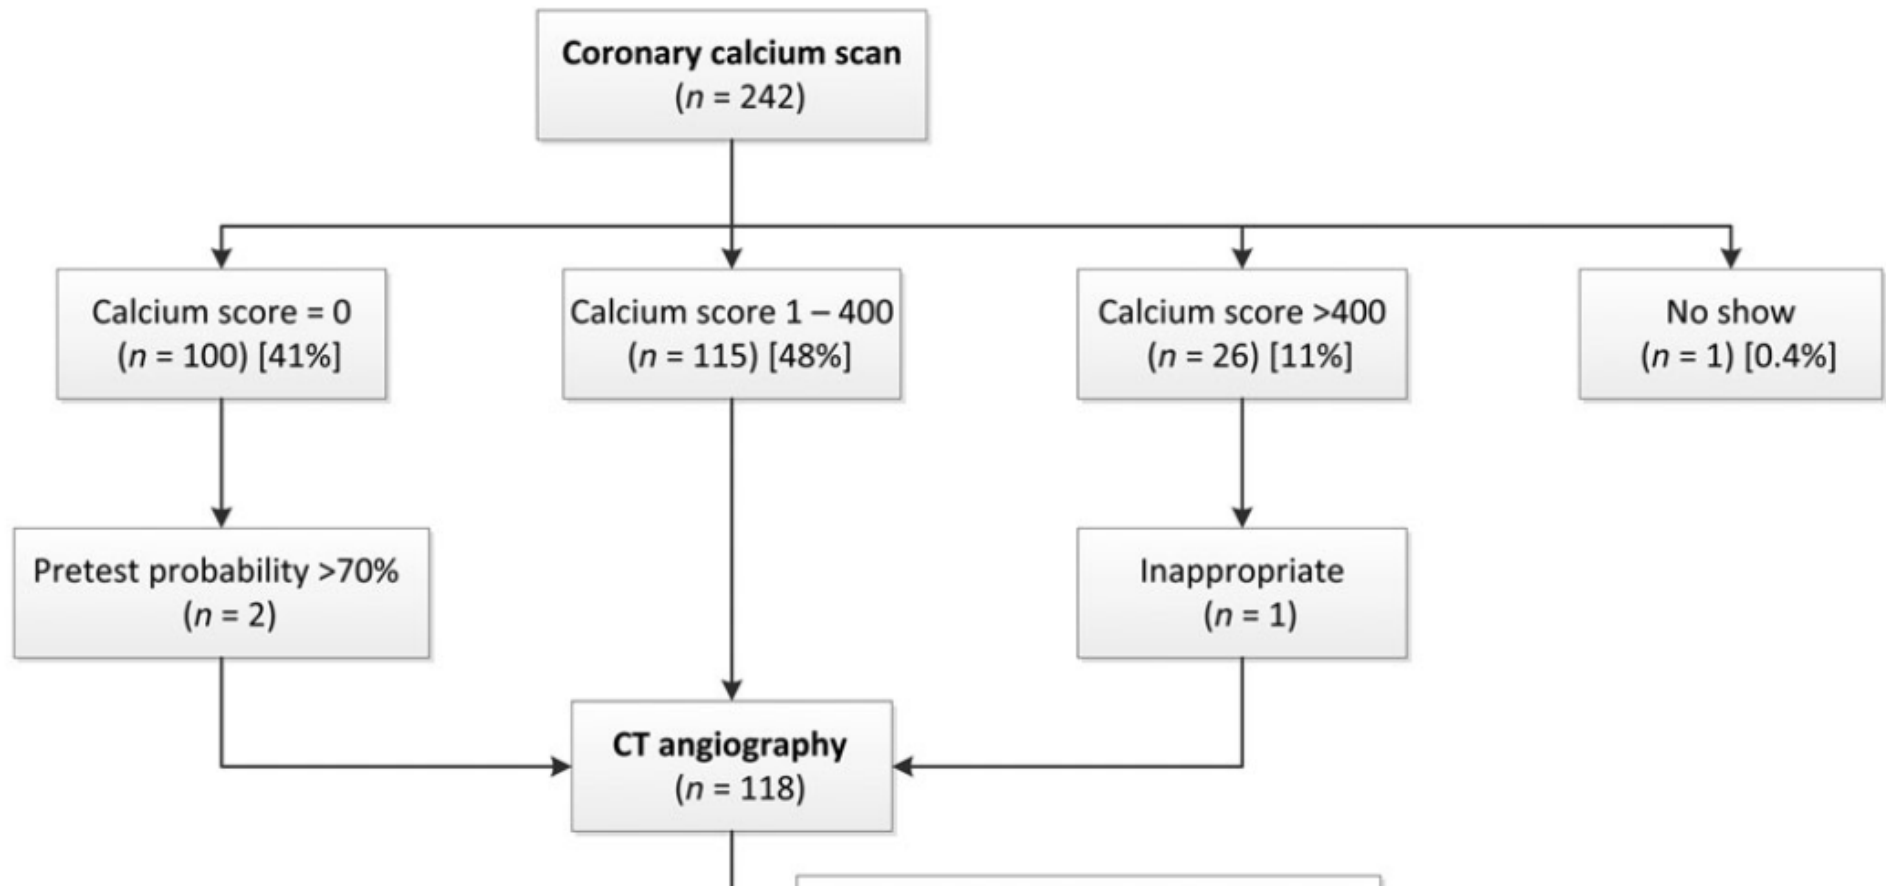 Coronary calcium scan
(n = 242)
Calcium score = 0
(n = 100) [41%]
Calcium score 1 – 400
(n = 115) [48%]
Calcium score >400
(n = 26) [11%]
No show
(n = 1) [0.4%]
Pretest probability >70%
(n = 2)
Inappropriate
(n = 1)
CT angiography
(n = 118)